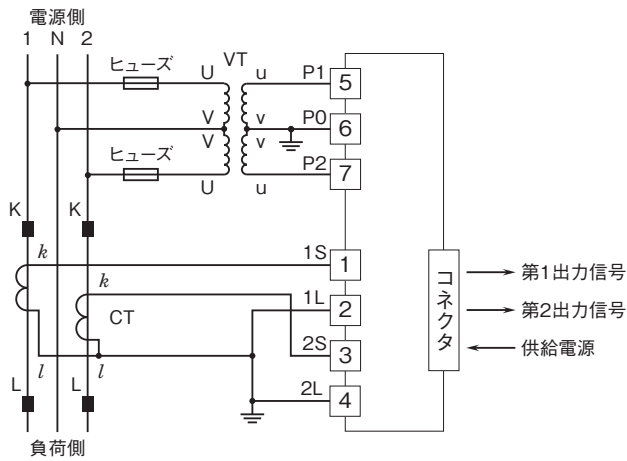 電源側
1 N 2
ヒューズ
VT
U
u
P1
5
V
v
P0
6
V
v
ヒューズ
P2
7
U
u
K
K
k
1S
1
k
1L
2
CT
2S
3
l
l
L
L
2L
4
負荷側
コネクタ
第1出力信号
第2出力信号
供給電源